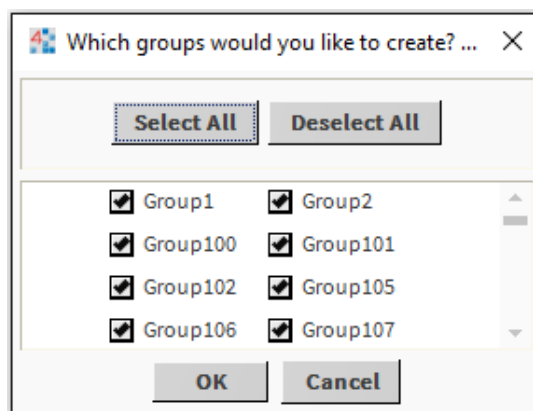 Which groups would you like to create? ...
Select All Deselect All
Group1 Group2
Group100 Group101
Group102 Group105
Group106 Group107
OK Cancel